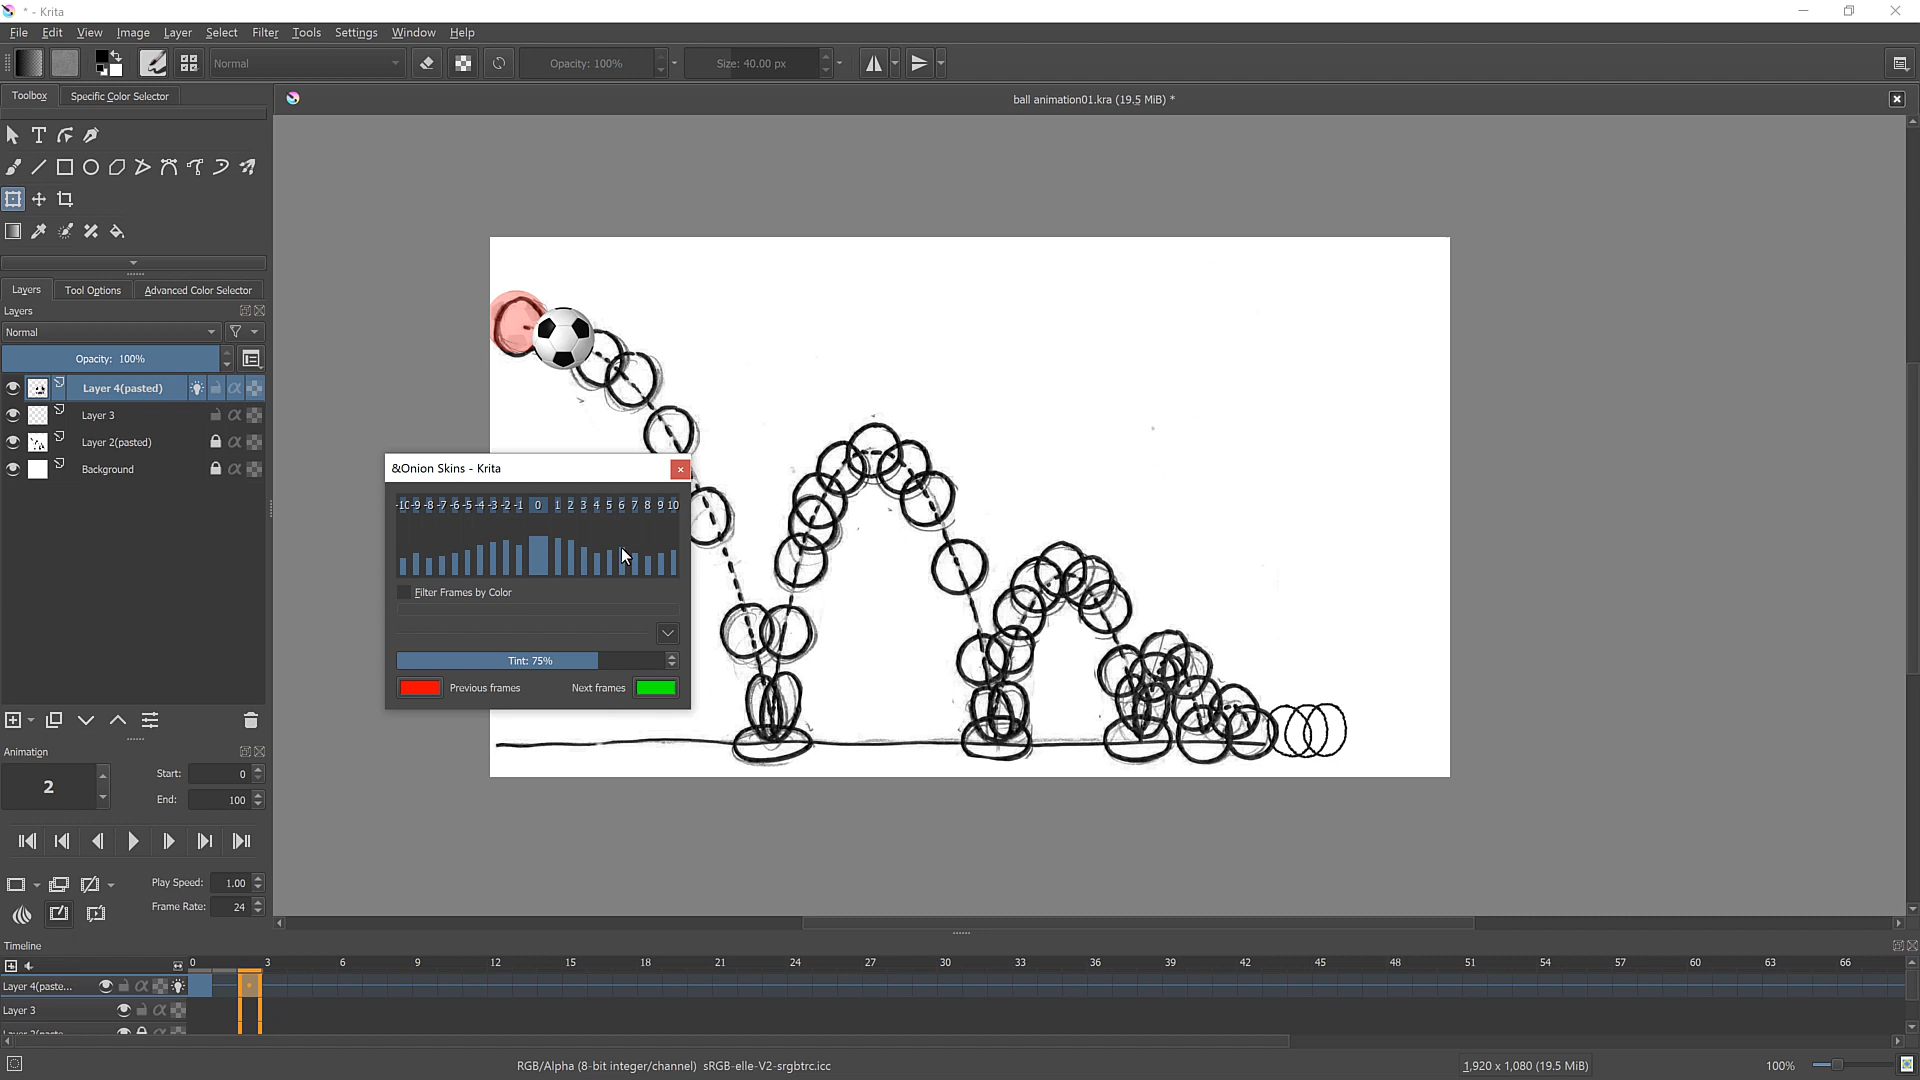 * - Krita
File Edit View Image Layer Select Filter Tools Settings Window Help
Normal
Opacity: 100%
Size: 40.00 px
Toolbox
Specific Color Selector
ball animation01.kra (19.5 MiB) *
Layers
Tool Options
Advanced Color Selector
Layers
Normal
Opacity: 100%
Layer 4(pasted)
Layer 3
Layer 2(pasted)
Background
&Onion Skins - Krita
-10 -9 -8 -7 -6 -5 -4 -3 -2 -1 0 1 2 3 4 5 6 7 8 9 10
Filter Frames by Color
Tint: 75%
Previous frames
Next frames
Animation
2
Start: 0
End: 100
Play Speed: 1.00
Frame Rate: 24
Timeline
0 3 6 9 12 15 18 21 24 27 30 33 36 39 42 45 48 51 54 57 60 63 66
Layer 4(paste...
Layer 3
Layer 2(paste...
RGB/Alpha (8-bit integer/channel) sRGB-elle-V2-srgbtrc.icc
1,920 x 1,080 (19.5 MiB)
100%